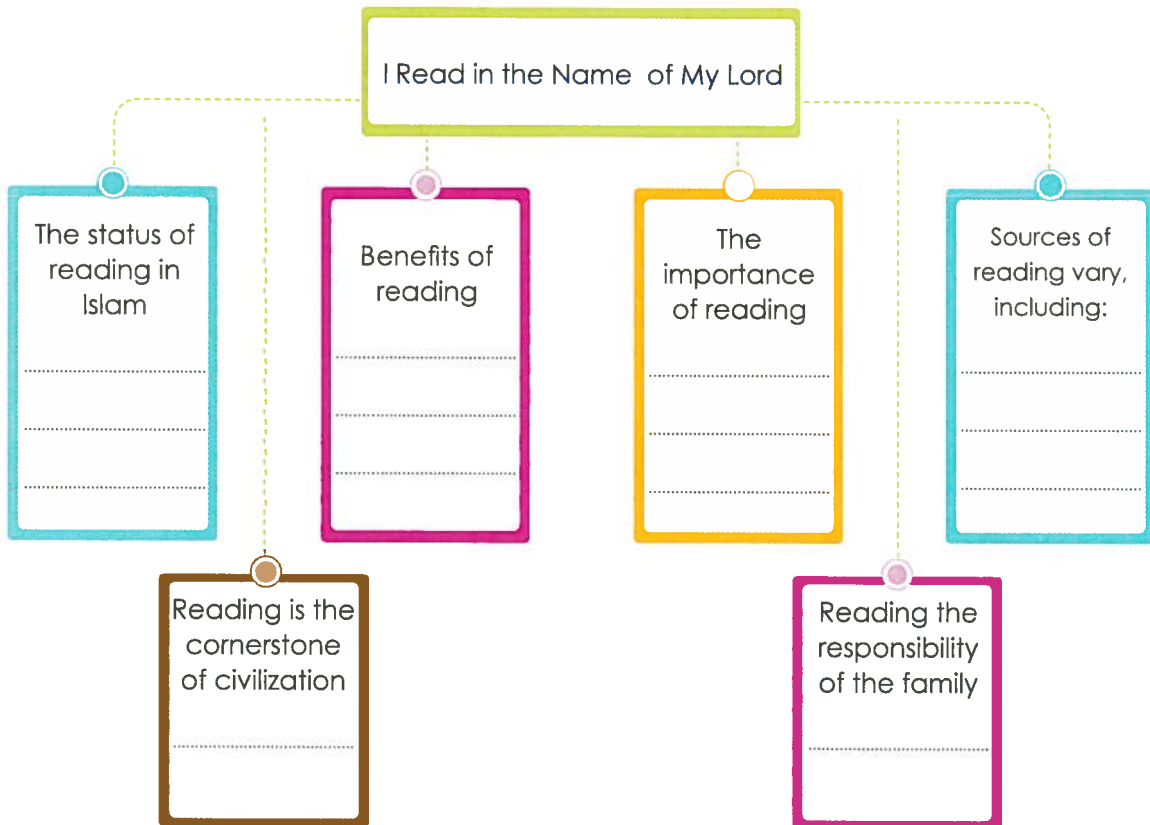 I Read in the Name of My Lord
The status of
reading in
Islam
Benefits of
reading
The
importance
of reading
Sources of
reading vary,
including:
Reading is the
cornerstone
of civilization
Reading the
responsibility
of the family